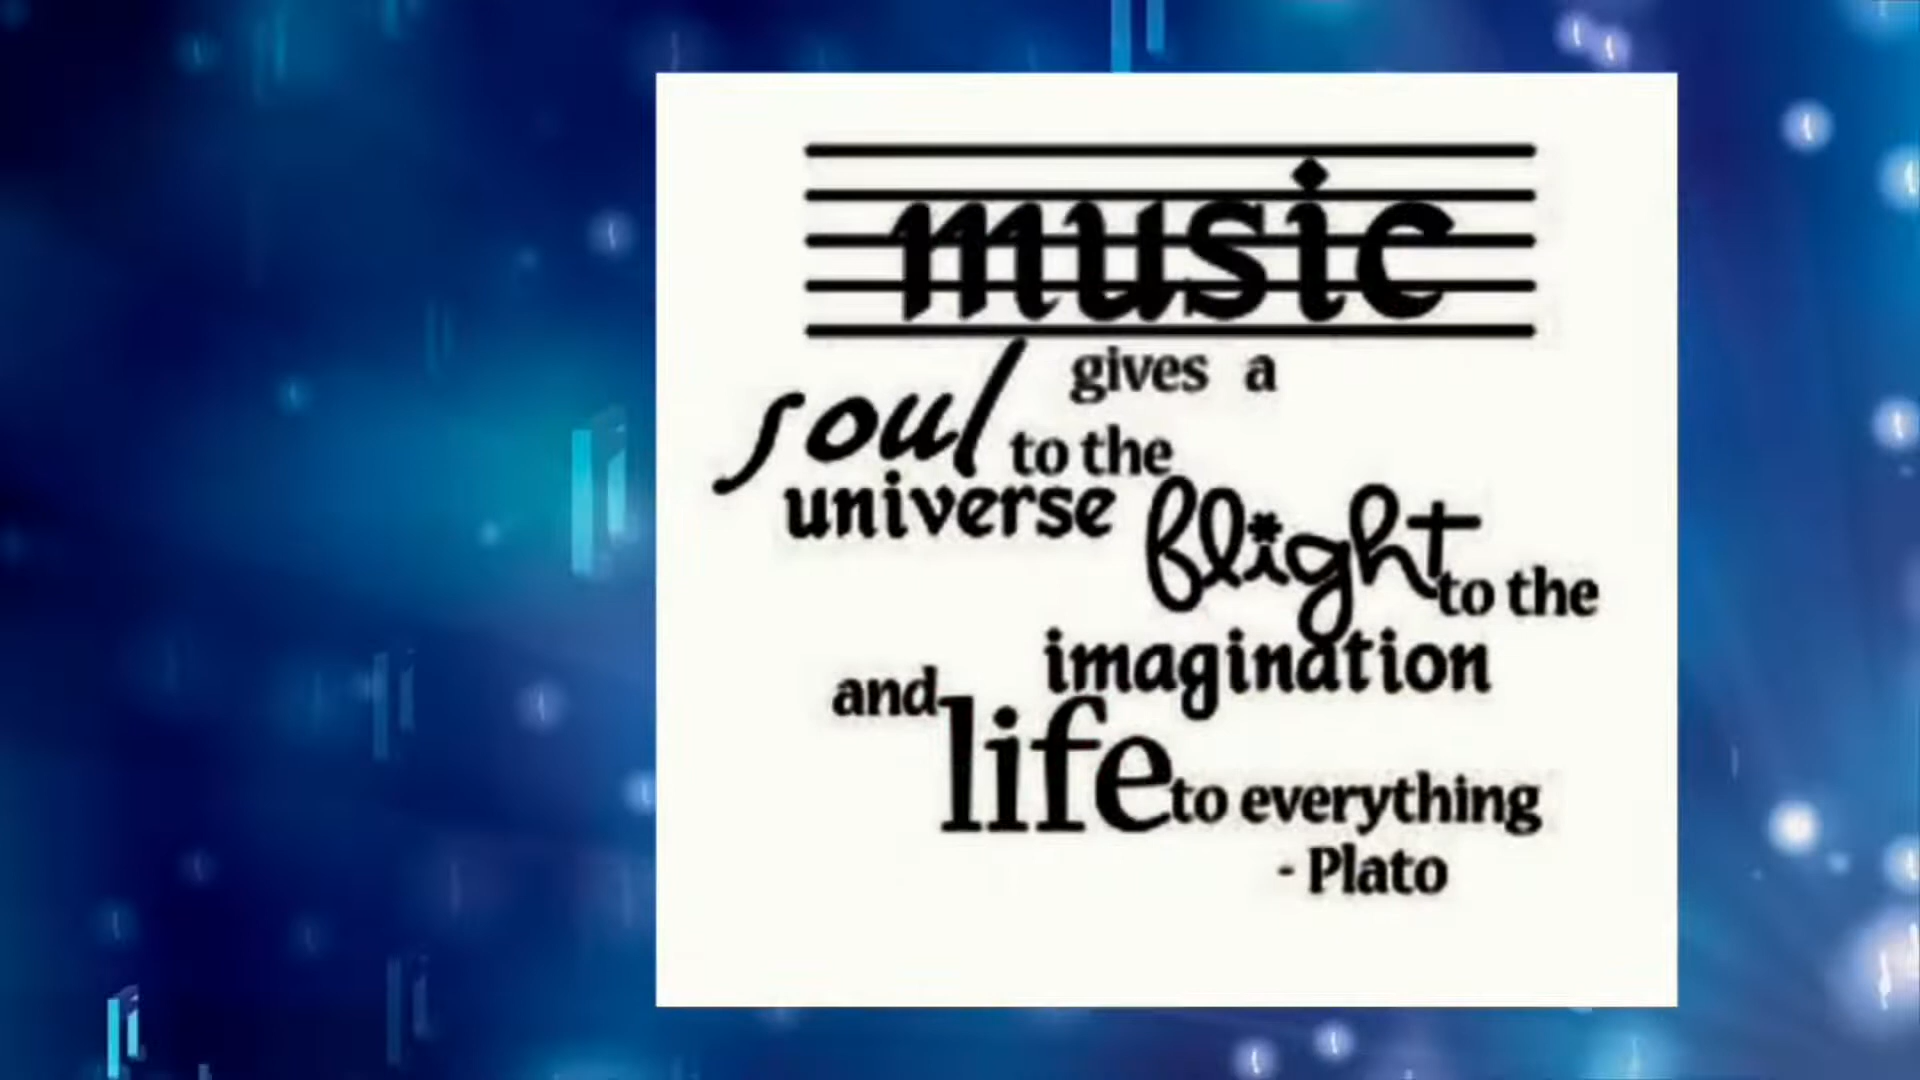 music
gives a
soul to the
universe flight to the
imagination
and life to everything
- Plato